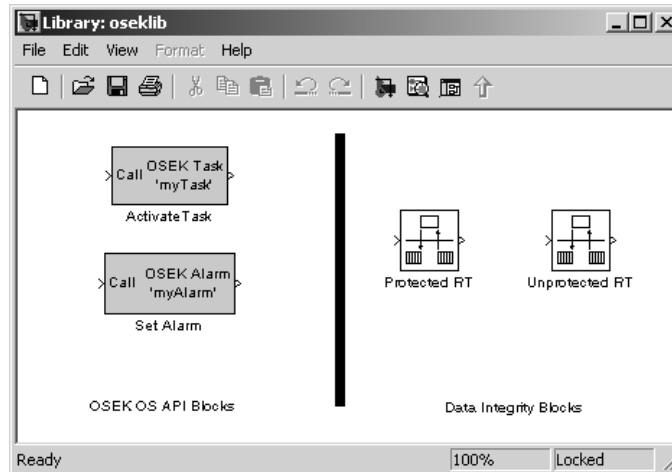 Library: oseklib
File Edit View Format Help
Call OSEK Task
'myTask'
ActivateTask
Call OSEK Alarm
'myAlarm'
Set Alarm
Protected RT
Unprotected RT
OSEK OS API Blocks
Data Integrity Blocks
Ready 100% Locked